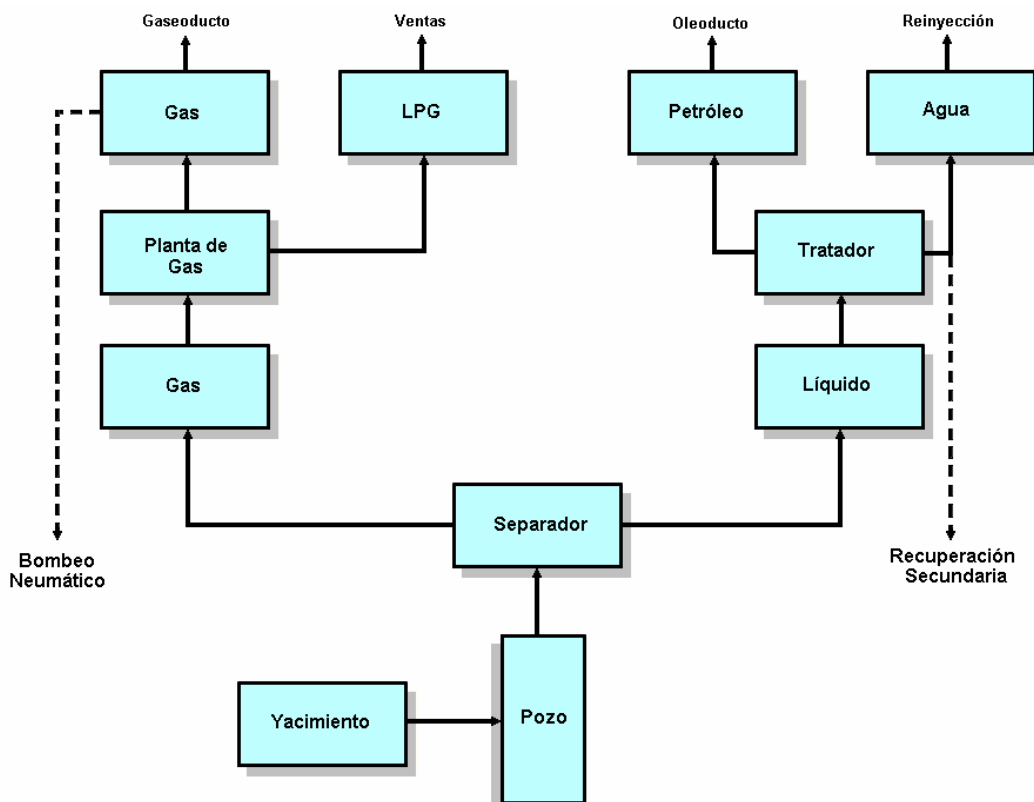 Gaseoducto
Ventas
Oleoducto
Reinyección
Gas
LPG
Petróleo
Agua
Planta de
Gas
Tratador
Gas
Líquido
Separador
Bombeo
Neumático
Recuperación
Secundaria
Yacimiento
Pozo